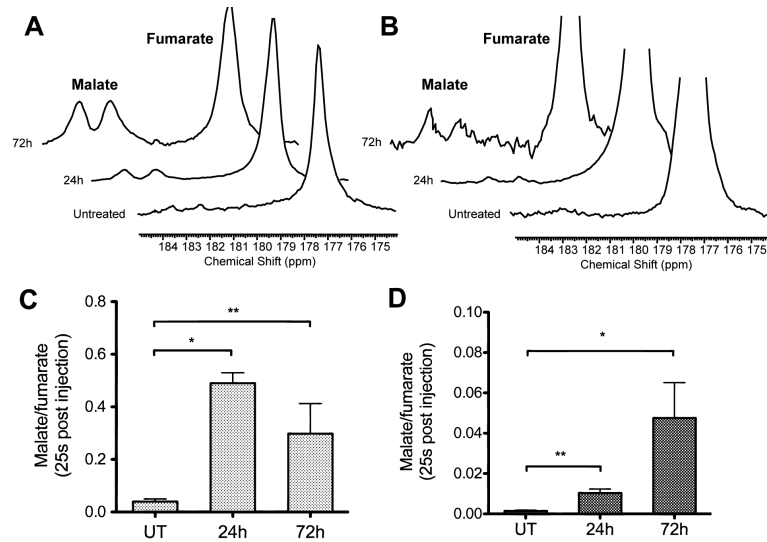 A
Fumarate
Malate
72h
24h
Untreated
184 183 182 181 180 179 178 177 176 175
Chemical Shift (ppm)
B
Fumarate
Malate
72h
24h
Untreated
184 183 182 181 180 179 178 177 176 175
Chemical Shift (ppm)
C
Malate/fumarate
(25s post injection)
0.8
0.6
0.4
0.2
0.0
**
*
UT 24h 72h
D
Malate/fumarate
(25s post injection)
0.10
0.08
0.06
0.04
0.02
0.00
*
**
UT 24h 72h